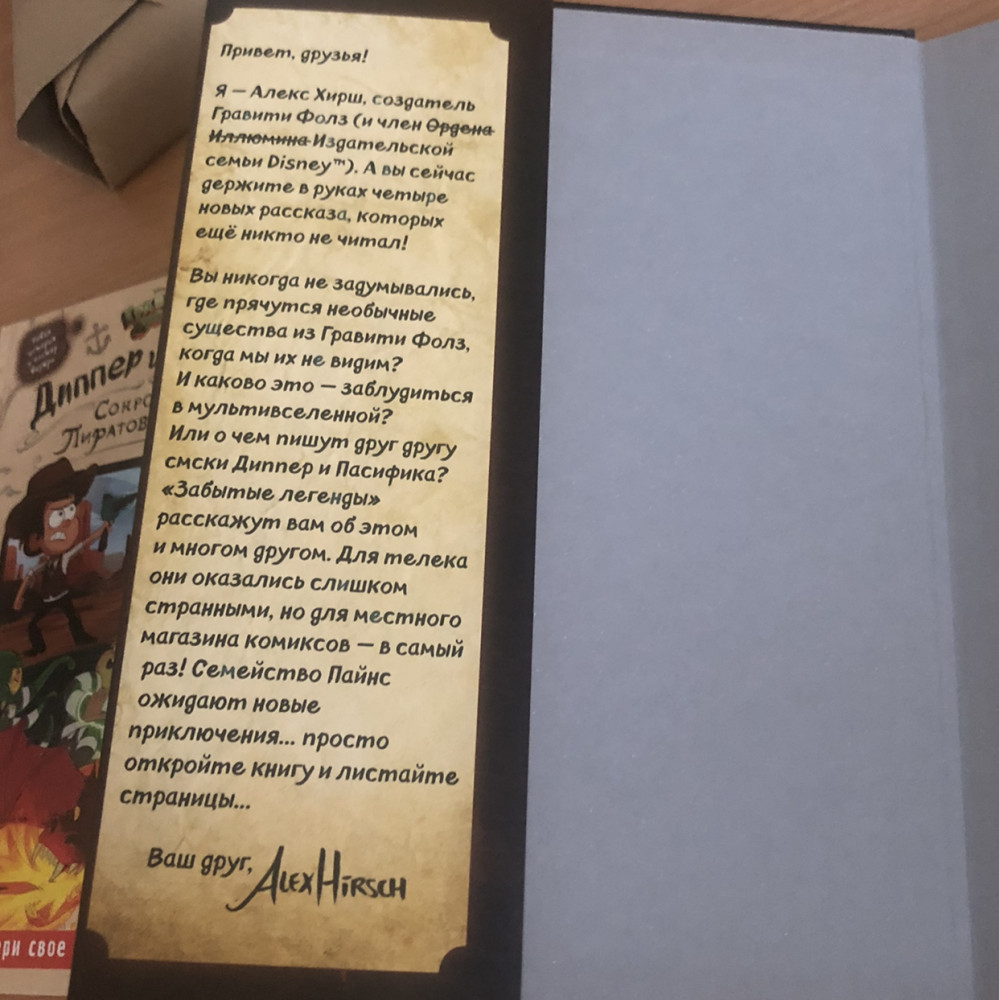 Привет, друзья!
Я — Алекс Хирш, создатель
Гравити Фолз (и член Ордена
Иллюмина Издательской
семьи Disney™). А вы сейчас
держите в руках четыре
новых рассказа, которых
ещё никто не читал!
Вы никогда не задумывались,
где прячутся необычные
существа из Гравити Фолз,
когда мы их не видим?
И каково это — заблудиться
в мультивселенной?
Или о чем пишут друг другу
смски Диппер и Пасифика?
«Забытые легенды»
расскажут вам об этом
и многом другом. Для телека
они оказались слишком
странными, но для местного
магазина комиксов — в самый
раз! Семейство Пайнс
ожидают новые
приключения... просто
откройте книгу и листайте
страницы...
Ваш друг, ALEX HIRSCH
Диппер и
Сокро
Пиратов
ри свое